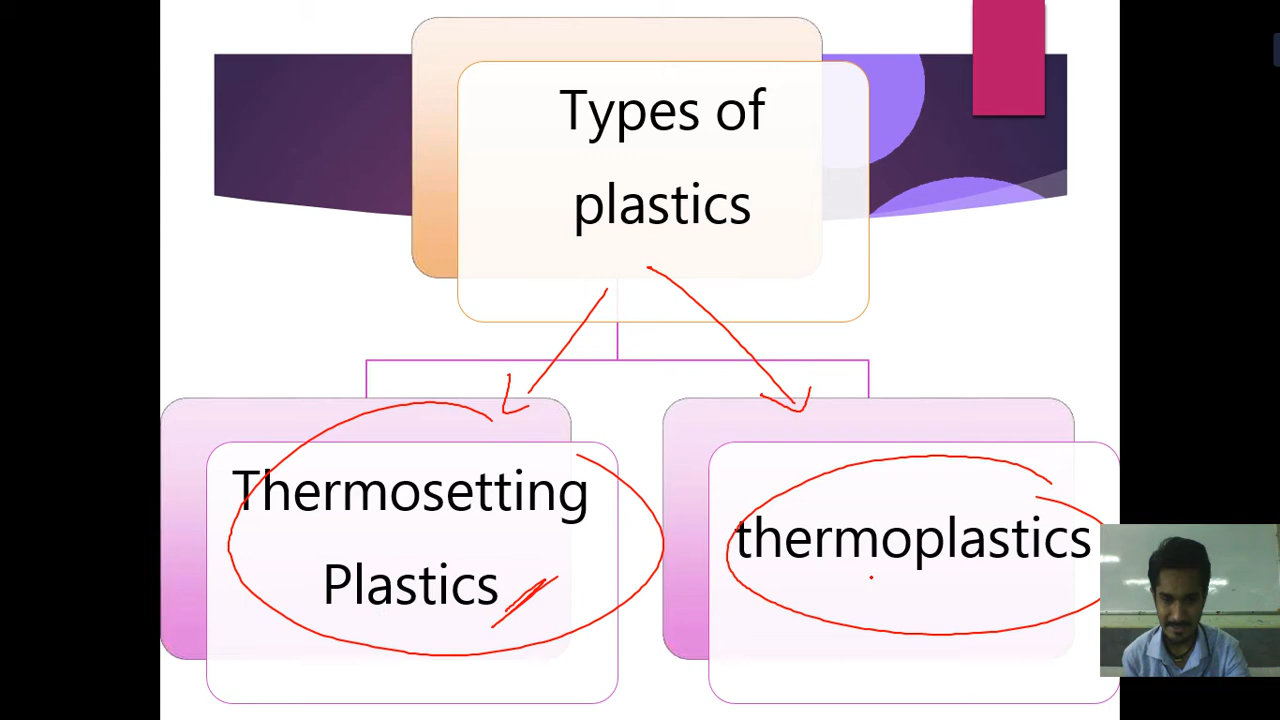 Types of
plastics
Thermosetting
Plastics
thermoplastics